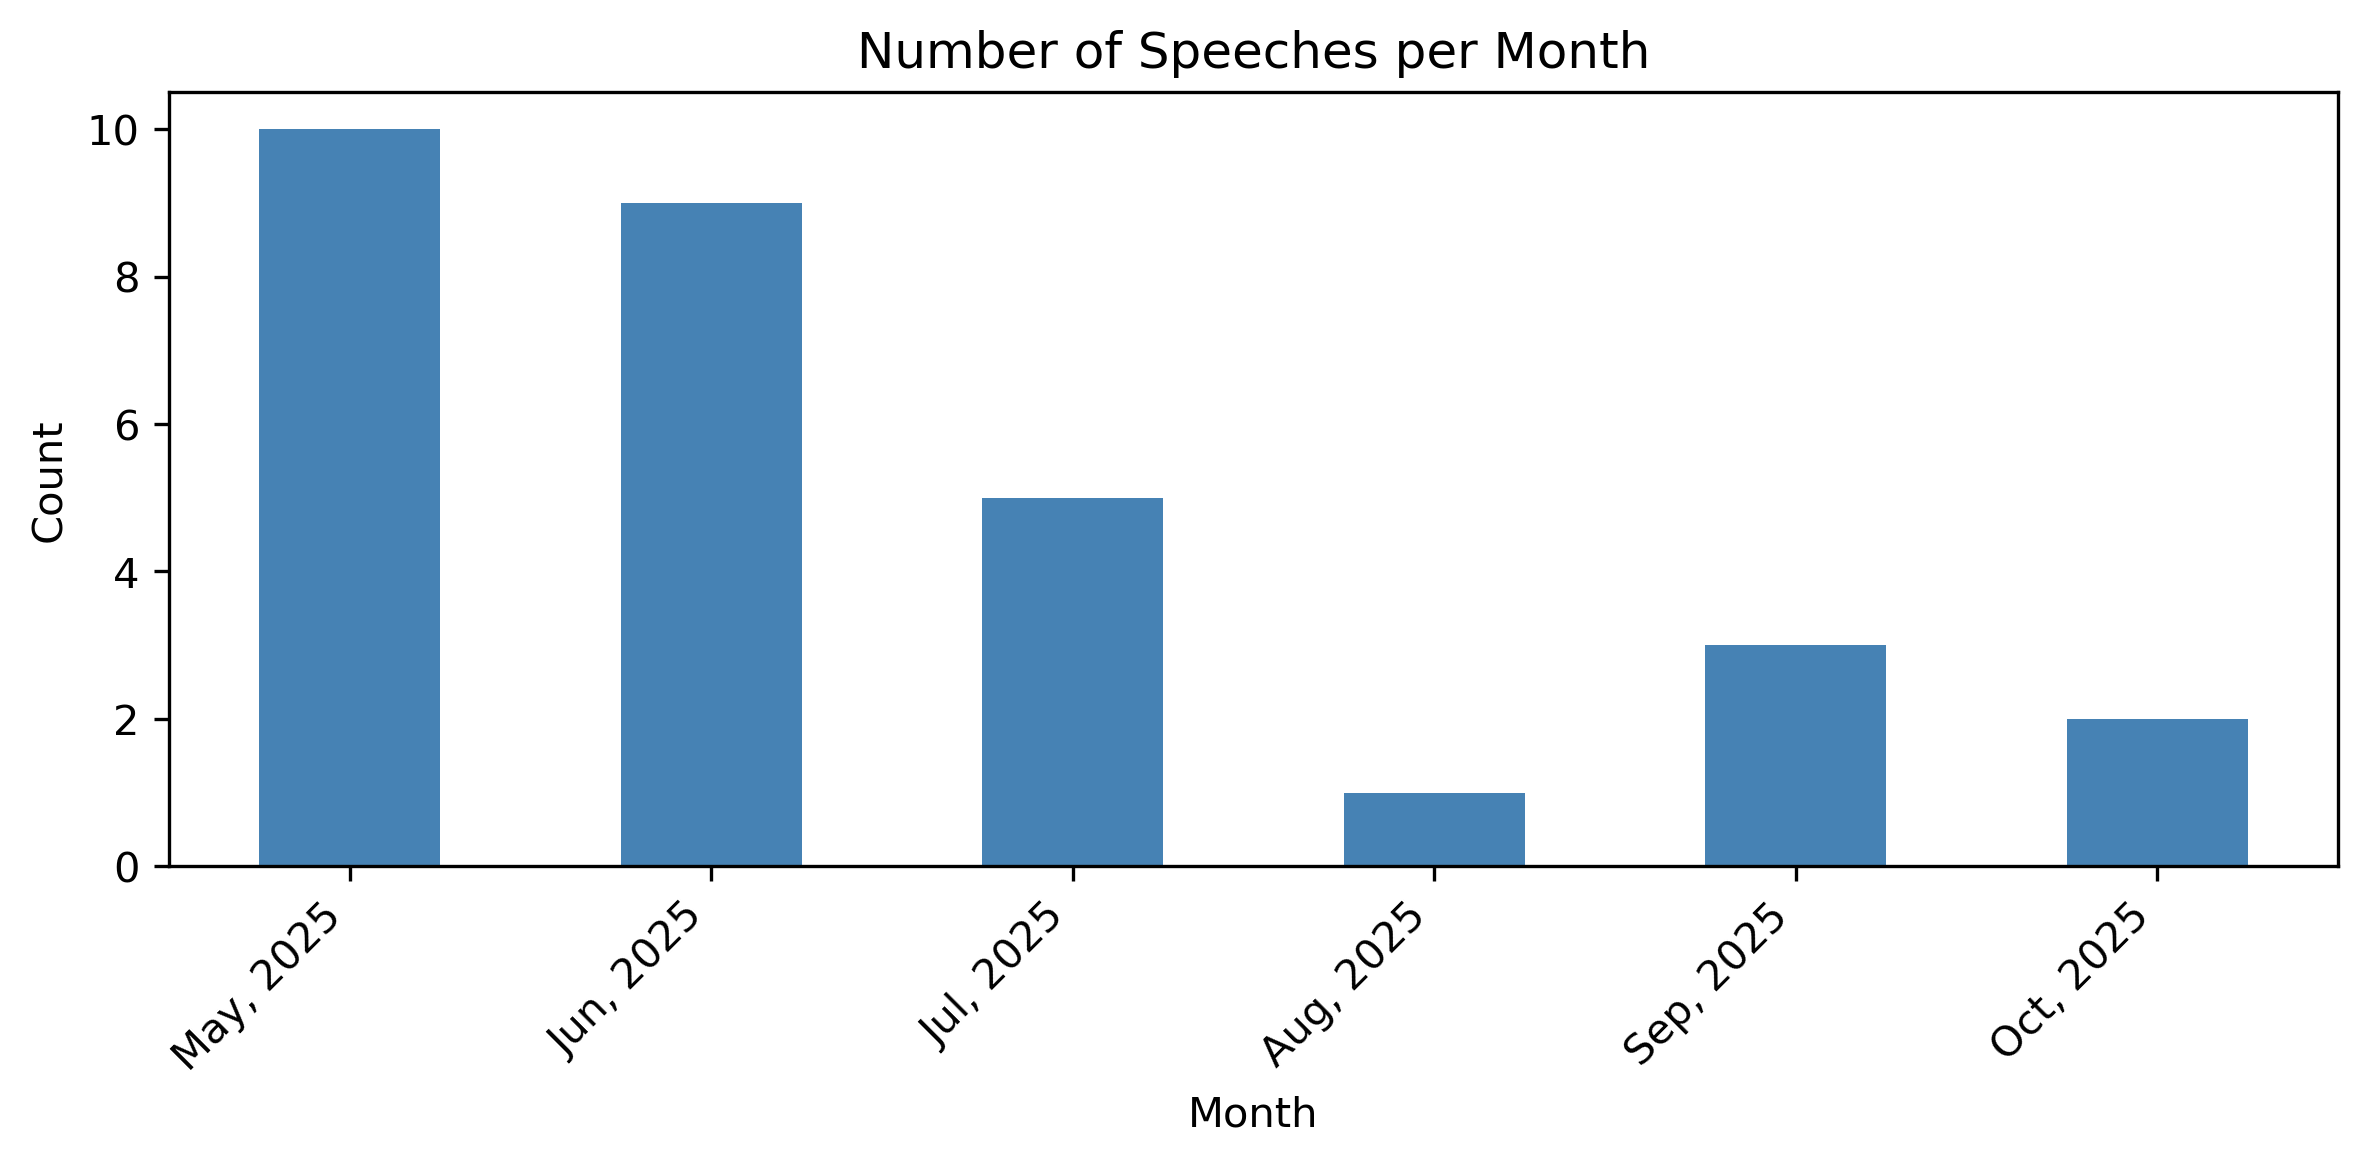 Number of Speeches per Month
10
8
6
4
2
0
Count
May, 2025
Jun, 2025
Jul, 2025
Aug, 2025
Sep, 2025
Oct, 2025
Month